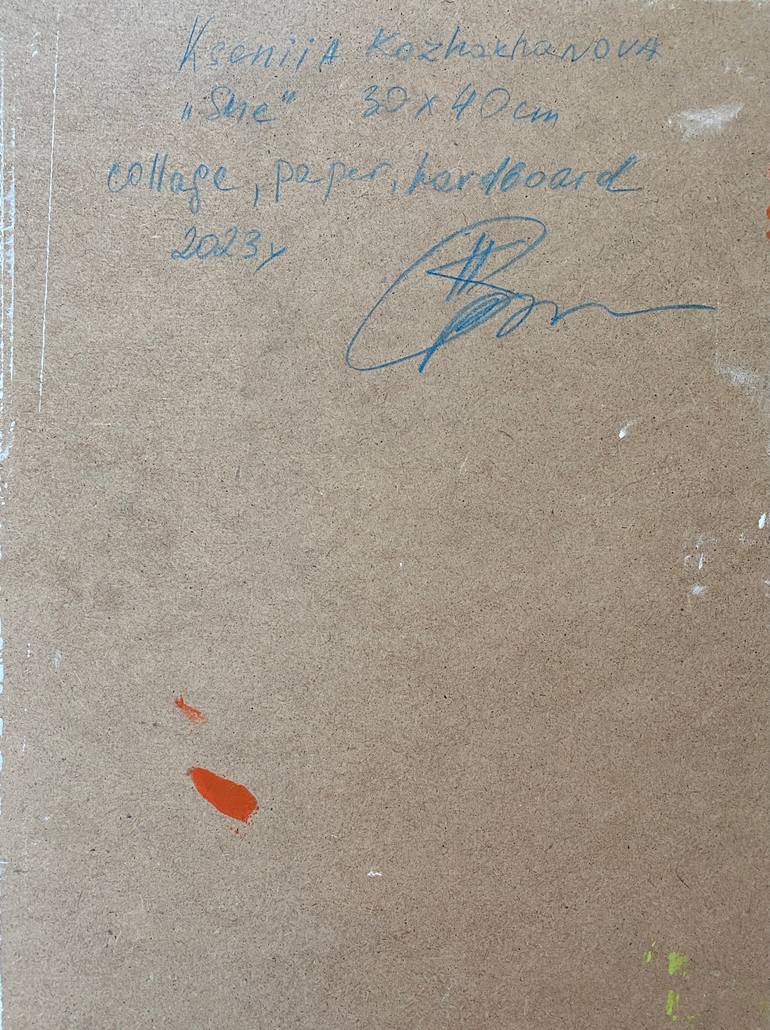 Kseniia Kozhakhanova
„She" 30x40cm
collage, paper, hardboard
2023y